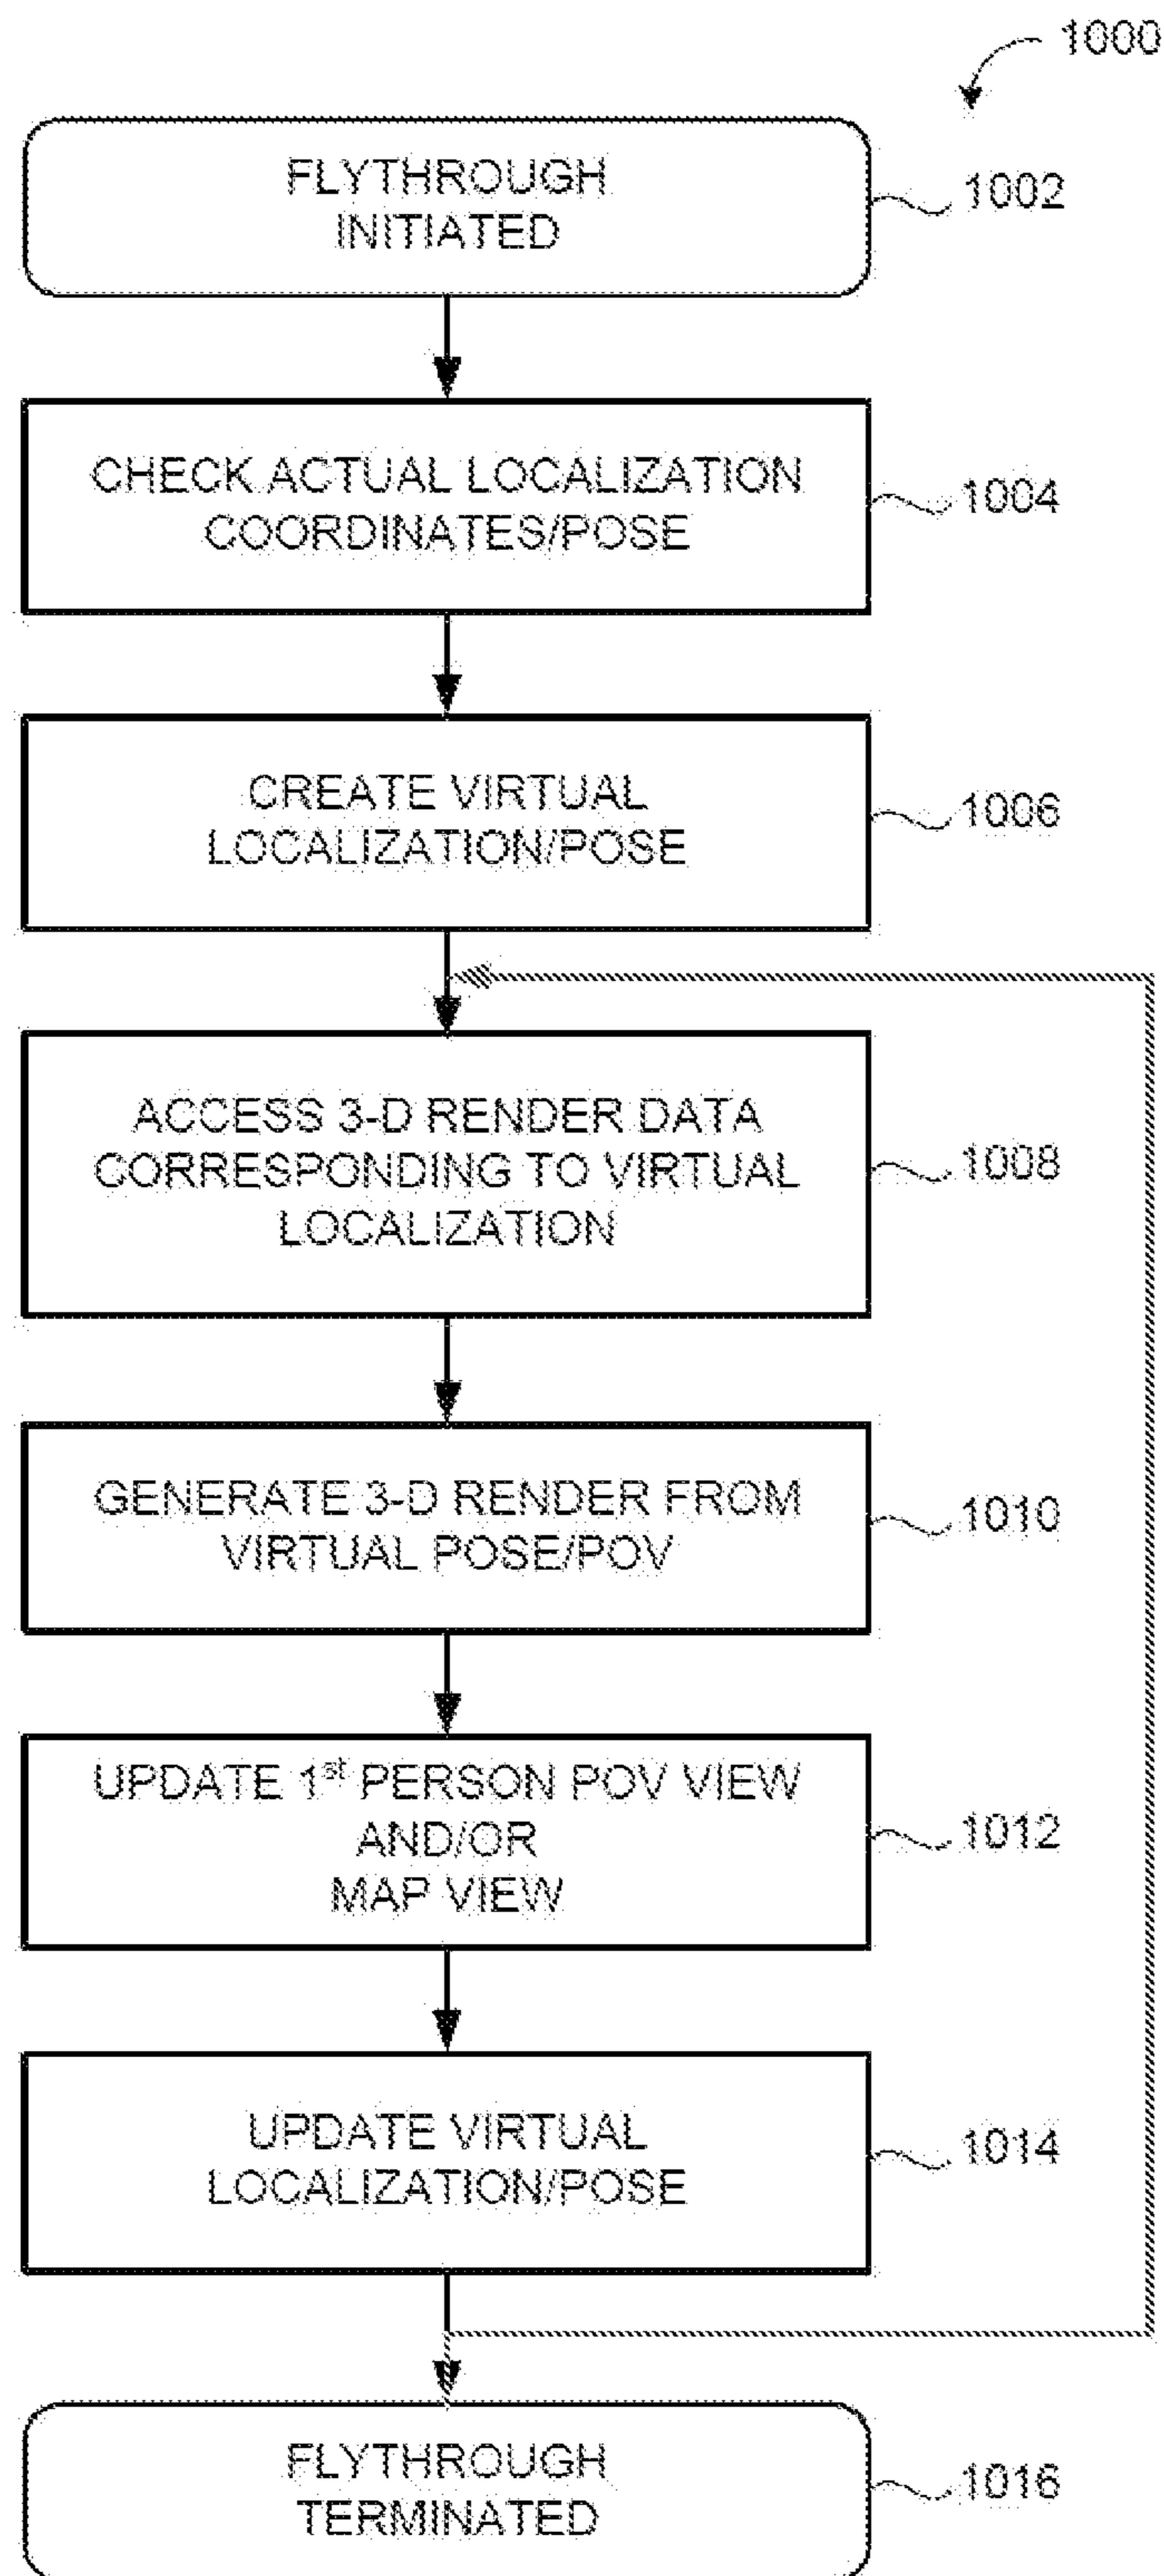 1000
FLYTHROUGH
INITIATED
1002
CHECK ACTUAL LOCALIZATION
COORDINATES/POSE
1004
CREATE VIRTUAL
LOCALIZATION/POSE
1006
ACCESS 3-D RENDER DATA
CORRESPONDING TO VIRTUAL
LOCALIZATION
1008
GENERATE 3-D RENDER FROM
VIRTUAL POSE/POV
1010
UPDATE 1st PERSON POV VIEW
AND/OR
MAP VIEW
1012
UPDATE VIRTUAL
LOCALIZATION/POSE
1014
FLYTHROUGH
TERMINATED
1016